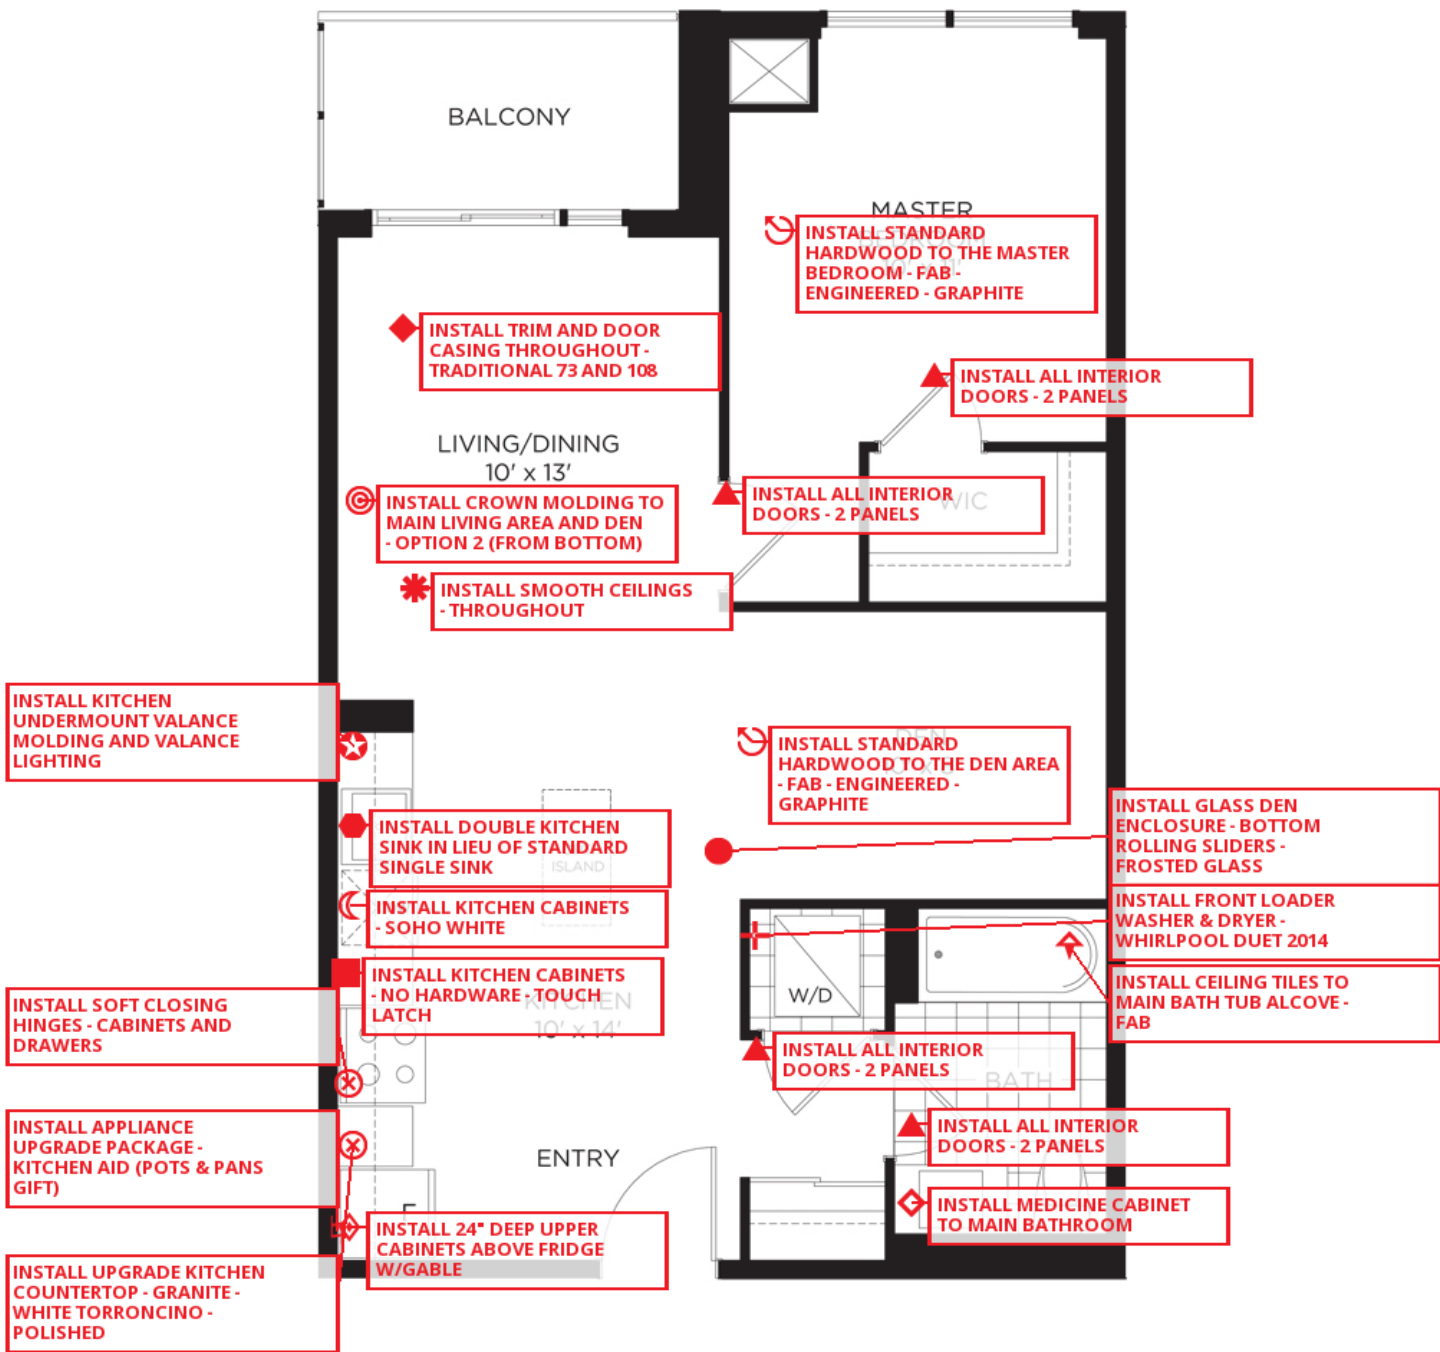 BALCONY
MASTER
BEDROOM
INSTALL STANDARD
HARDWOOD TO THE MASTER
BEDROOM - FAB -
ENGINEERED - GRAPHITE
INSTALL TRIM AND DOOR
CASING THROUGHOUT -
TRADITIONAL 73 AND 108
INSTALL ALL INTERIOR
DOORS - 2 PANELS
LIVING/DINING
10' x 13'
INSTALL CROWN MOLDING TO
MAIN LIVING AREA AND DEN
- OPTION 2 (FROM BOTTOM)
INSTALL ALL INTERIOR
DOORS - 2 PANELS
WIC
INSTALL SMOOTH CEILINGS
- THROUGHOUT
INSTALL KITCHEN
UNDERMOUNT VALANCE
MOLDING AND VALANCE
LIGHTING
DEN
INSTALL STANDARD
HARDWOOD TO THE DEN AREA
- FAB - ENGINEERED -
GRAPHITE
INSTALL GLASS DEN
ENCLOSURE - BOTTOM
ROLLING SLIDERS -
FROSTED GLASS
INSTALL DOUBLE KITCHEN
SINK IN LIEU OF STANDARD
SINGLE SINK
ISLAND
INSTALL KITCHEN CABINETS
- SOHO WHITE
INSTALL FRONT LOADER
WASHER & DRYER -
WHIRLPOOL DUET 2014
INSTALL KITCHEN CABINETS
- NO HARDWARE - TOUCH
LATCH
KITCHEN
10' x 14'
W/D
INSTALL CEILING TILES TO
MAIN BATH TUB ALCOVE -
FAB
INSTALL SOFT CLOSING
HINGES - CABINETS AND
DRAWERS
INSTALL ALL INTERIOR
DOORS - 2 PANELS
BATH
INSTALL APPLIANCE
UPGRADE PACKAGE -
KITCHEN AID (POTS & PANS
GIFT)
ENTRY
INSTALL ALL INTERIOR
DOORS - 2 PANELS
INSTALL MEDICINE CABINET
TO MAIN BATHROOM
INSTALL 24" DEEP UPPER
CABINETS ABOVE FRIDGE
W/GABLE
INSTALL UPGRADE KITCHEN
COUNTERTOP - GRANITE -
WHITE TORRONCINO -
POLISHED